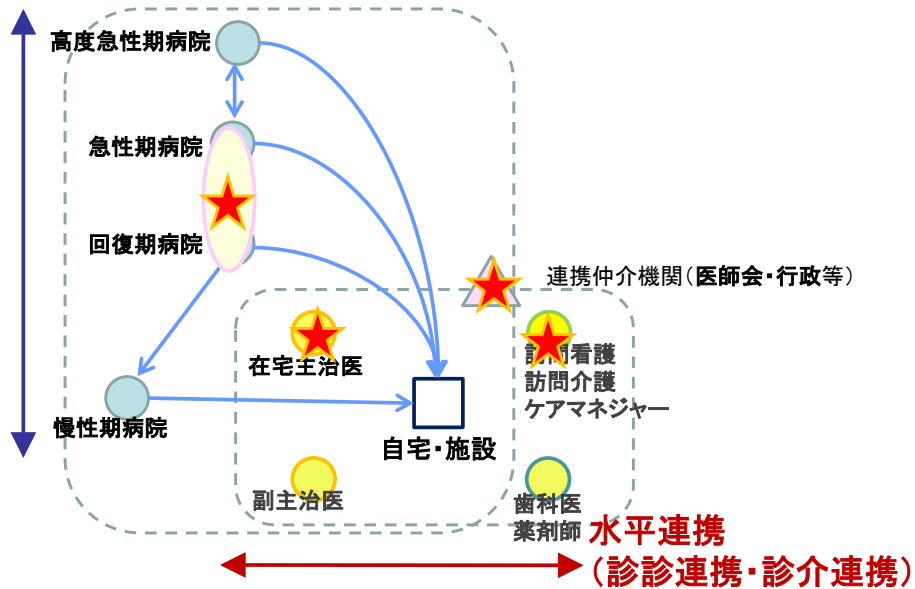 高度急性期病院
急性期病院
回復期病院
連携仲介機関(医師会・行政等)
在宅主治医
訪問看護
訪問介護
ケアマネジャー
慢性期病院
自宅・施設
副主治医
歯科医
薬剤師
水平連携
(診診連携・診介連携)